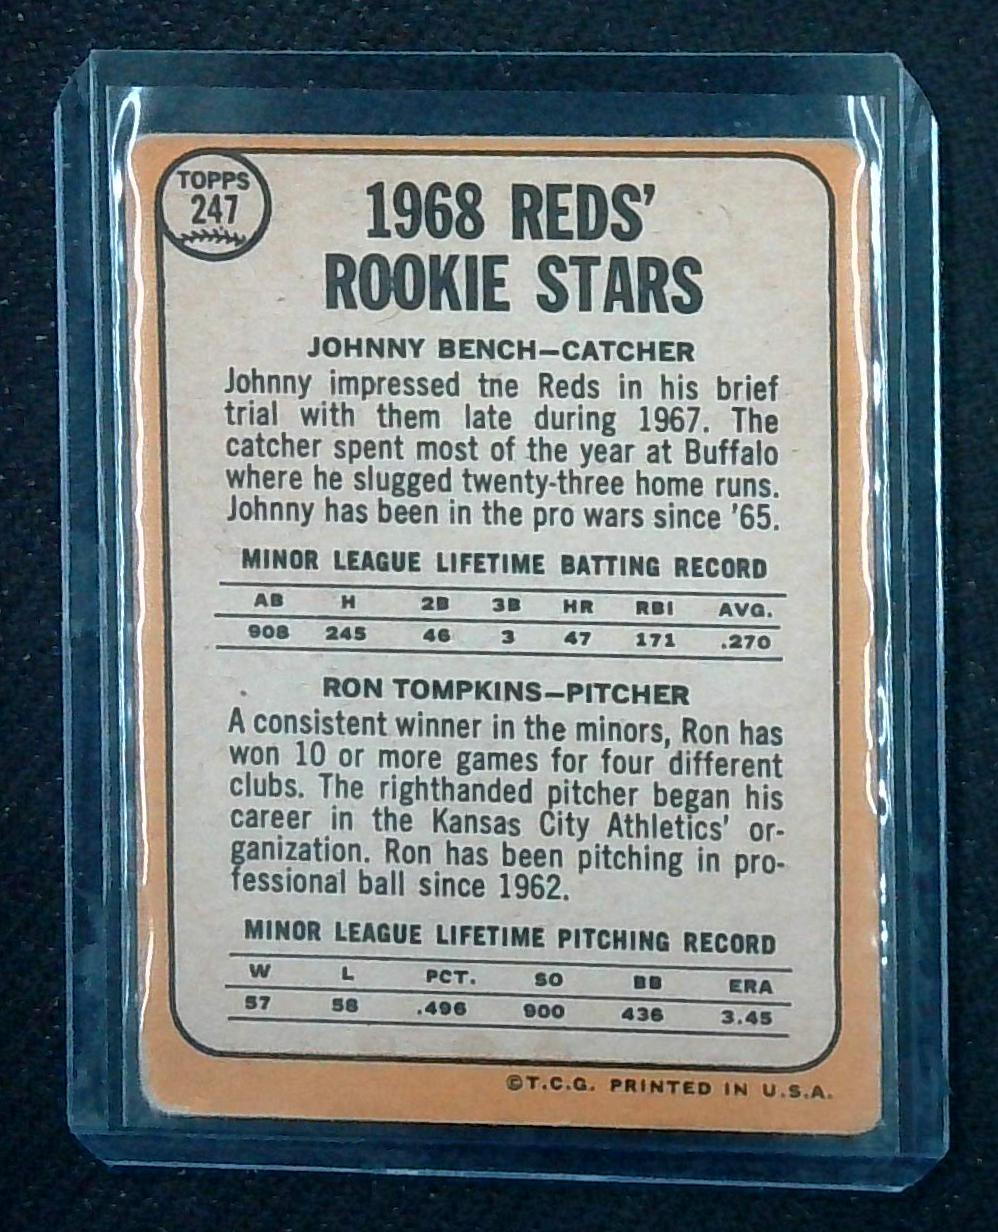 TOPPS
247
1968 REDS'
ROOKIE STARS
JOHNNY BENCH—CATCHER
Johnny impressed tne Reds in his brief
trial with them late during 1967. The
catcher spent most of the year at Buffalo
where he slugged twenty-three home runs.
Johnny has been in the pro wars since '65.
MINOR LEAGUE LIFETIME BATTING RECORD
AB H 2B 3B HR RBI AVG.
908 245 46 3 47 171 .270
RON TOMPKINS—PITCHER
A consistent winner in the minors, Ron has
won 10 or more games for four different
clubs. The righthanded pitcher began his
career in the Kansas City Athletics' or-
ganization. Ron has been pitching in pro-
fessional ball since 1962.
MINOR LEAGUE LIFETIME PITCHING RECORD
W L PCT. SO BB ERA
57 58 .496 900 436 3.45
©T.C.G. PRINTED IN U.S.A.